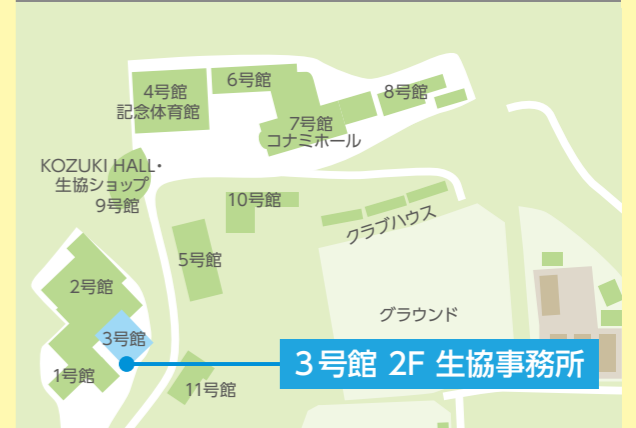 6号館
4号館
記念体育館
8号館
7号館
コナミホール
KOZUKI HALL・
生協ショップ
9号館
10号館
クラブハウス
5号館
2号館
グラウンド
3号館
3号館 2F 生協事務所
1号館
11号館